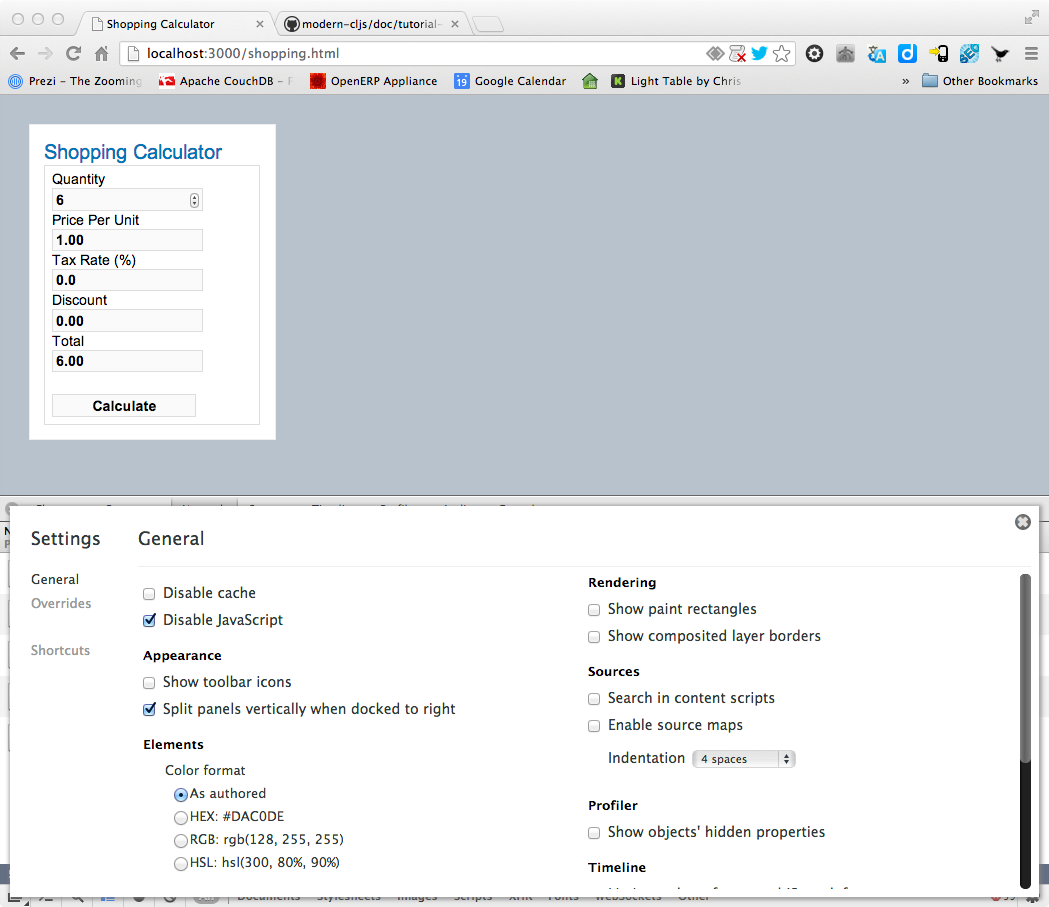 Shopping Calculator
modern-cljs/doc/tutorial-
localhost:3000/shopping.html
Prezi – The Zooming
Apache CouchDB –
OpenERP Appliance
19
Google Calendar
K
Light Table by Chris
»
Other Bookmarks
Shopping Calculator
Quantity
6
Price Per Unit
1.00
Tax Rate (%)
0.0
Discount
0.00
Total
6.00
Calculate
Settings
General
Overrides
Shortcuts
General
Disable cache
Disable JavaScript
Appearance
Show toolbar icons
Split panels vertically when docked to right
Elements
Color format
As authored
HEX: #DAC0DE
RGB: rgb(128, 255, 255)
HSL: hsl(300, 80%, 90%)
Rendering
Show paint rectangles
Show composited layer borders
Sources
Search in content scripts
Enable source maps
Indentation 4 spaces
Profiler
Show objects' hidden properties
Timeline
All Documents Stylesheets Images Scripts XHR Fonts WebSockets Other